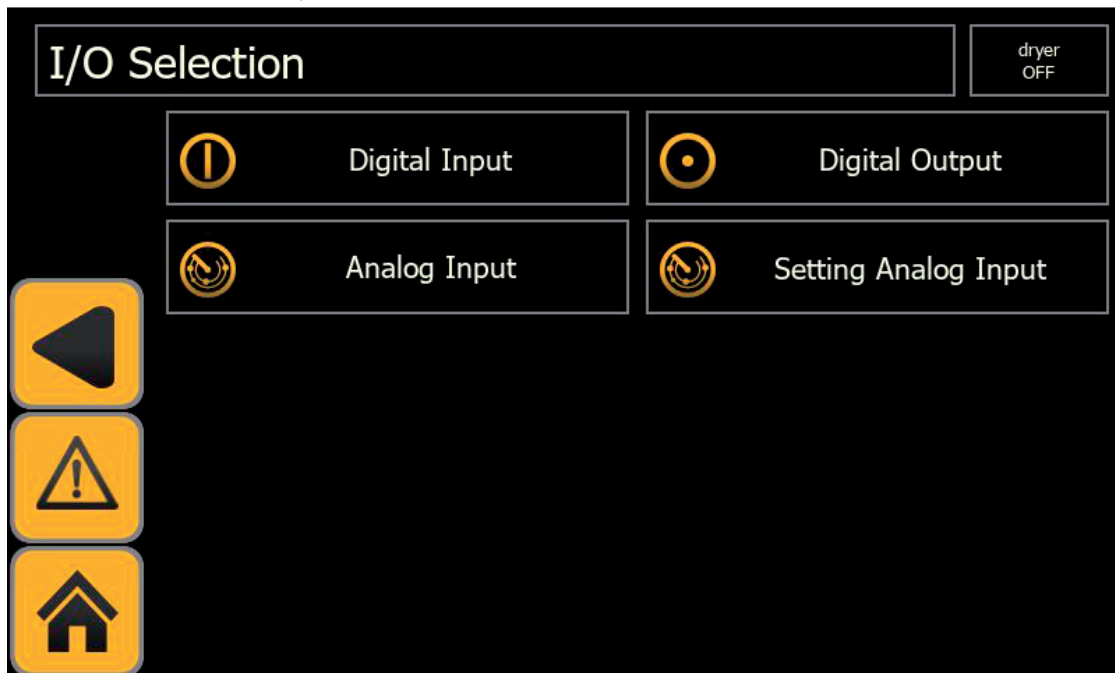 I/O Selection
dryer
OFF
Digital Input
Digital Output
Analog Input
Setting Analog Input